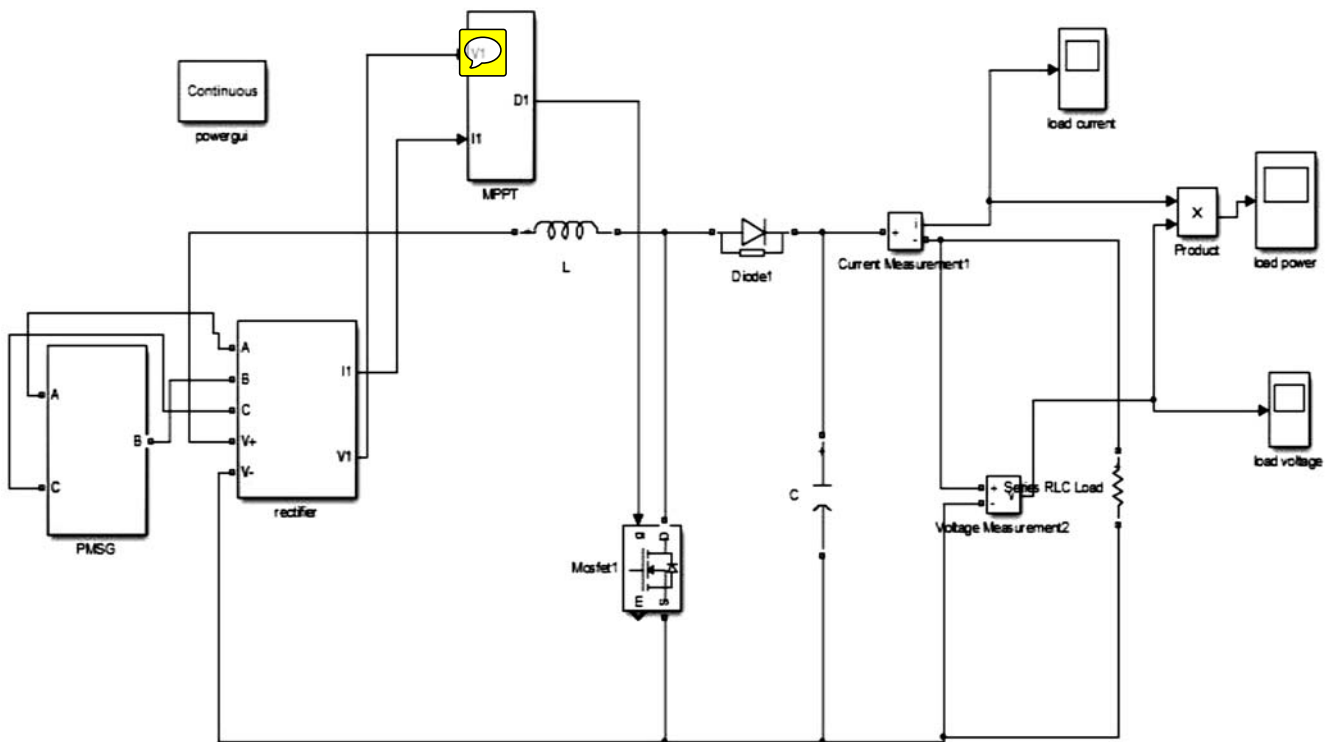 Continuous
powergui
V1
D1
I1
MPPT
load current
X
Product
load power
i
+
-
Current Measurement1
L
Diode1
A
B
C
V+
V-
I1
V1
rectifier
A
B
C
PMSG
load voltage
C
+
-
v
Series RLC Load
Voltage Measurement2
Mosfet1
g
D
m
S